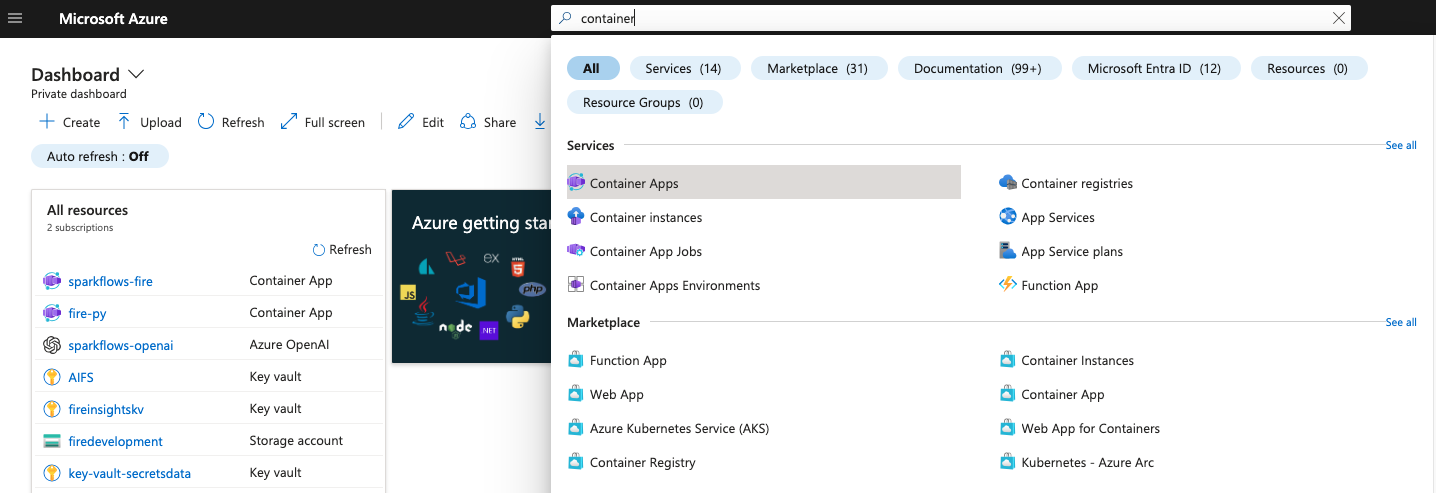 Microsoft Azure
container
Dashboard
Private dashboard
Create Upload Refresh Full screen Edit Share
Auto refresh : Off
All resources
2 subscriptions
Refresh
sparkflows-fire Container App
fire-py Container App
sparkflows-openai Azure OpenAI
AIFS Key vault
fireinsightskv Key vault
firedevelopment Storage account
key-vault-secretsdata Key vault
Azure getting star
ex HTML 5
JS php
node NET
All Services (14) Marketplace (31) Documentation (99+) Microsoft Entra ID (12) Resources (0)
Resource Groups (0)
Services See all
Container Apps Container registries
Container instances App Services
Container App Jobs App Service plans
Container Apps Environments Function App
Marketplace See all
Function App Container Instances
Web App Container App
Azure Kubernetes Service (AKS) Web App for Containers
Container Registry Kubernetes - Azure Arc